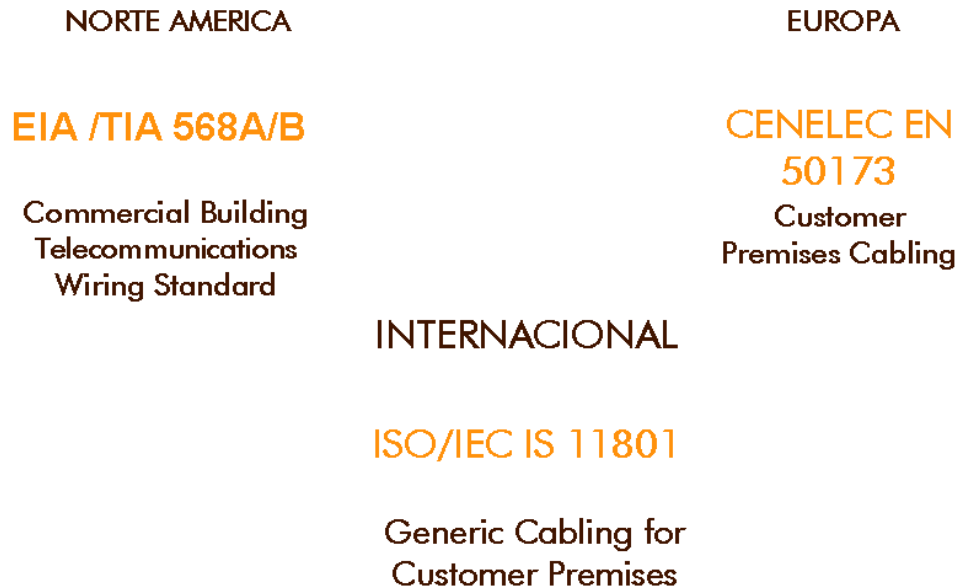 NORTE AMERICA
EIA /TIA 568A/B
Commercial Building
Telecommunications
Wiring Standard
EUROPA
CENELEC EN
50173
Customer
Premises Cabling
INTERNACIONAL
ISO/IEC IS 11801
Generic Cabling for
Customer Premises